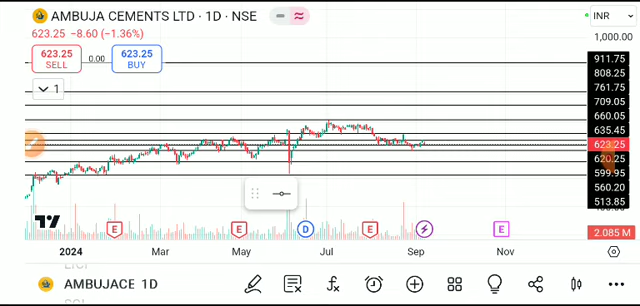 AMBUJA CEMENTS LTD · 1D · NSE
INR
623.25 −8.60 (−1.36%)
1,000.00
623.25
SELL
0.00
623.25
BUY
911.75
808.25
761.75
709.05
660.05
635.45
623.25
620.25
599.95
560.20
513.85
1
E
E
D
E
E
2.085 M
2024
Mar
May
Jul
Sep
Nov
AMBUJACE 1D